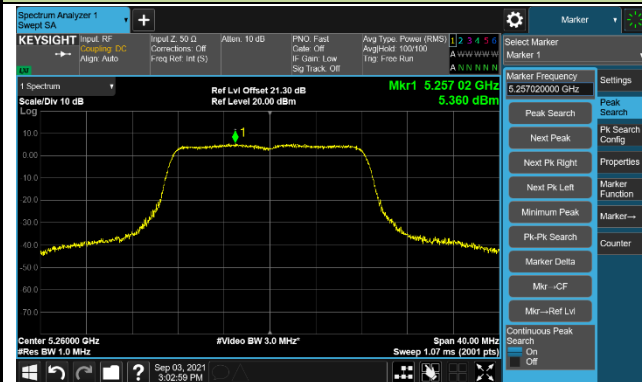 Spectrum Analyzer 1
Swept SA
+
Marker
KEYSIGHT
Input: RF
Coupling: DC
Align: Auto
Input Z: 50 Ω
Corrections: Off
Freq Ref: Int (S)
Atten: 10 dB
PNO: Fast
Gate: Off
IF Gain: Low
Sig Track: Off
Avg Type: Power (RMS)
Avg|Hold: 100/100
Trig: Free Run
1 2 3 4 5 6
A W W W W W
A N N N N N
LXI
Select Marker
Marker 1
1 Spectrum
Scale/Div 10 dB
Ref Lvl Offset 21.30 dB
Ref Level 20.00 dBm
Mkr1 5.257 02 GHz
5.360 dBm
Log
10.0
0.00
10.0
20.0
30.0
40.0
-50.0
60.0
70.0
1
Center 5.26000 GHz
#Res BW 1.0 MHz
#Video BW 3.0 MHz*
Span 40.00 MHz
Sweep 1.07 ms (2001 pts)
Marker Frequency
5.257020000 GHz
Peak Search
Next Peak
Next Pk Right
Next Pk Left
Minimum Peak
Pk-Pk Search
Marker Delta
Mkr→CF
Mkr→Ref Lvl
Continuous Peak
Search
On
Off
Settings
Peak
Search
Pk Search
Config
Properties
Marker
Function
Marker→
Counter
?
Sep 03, 2021
3:02:59 PM